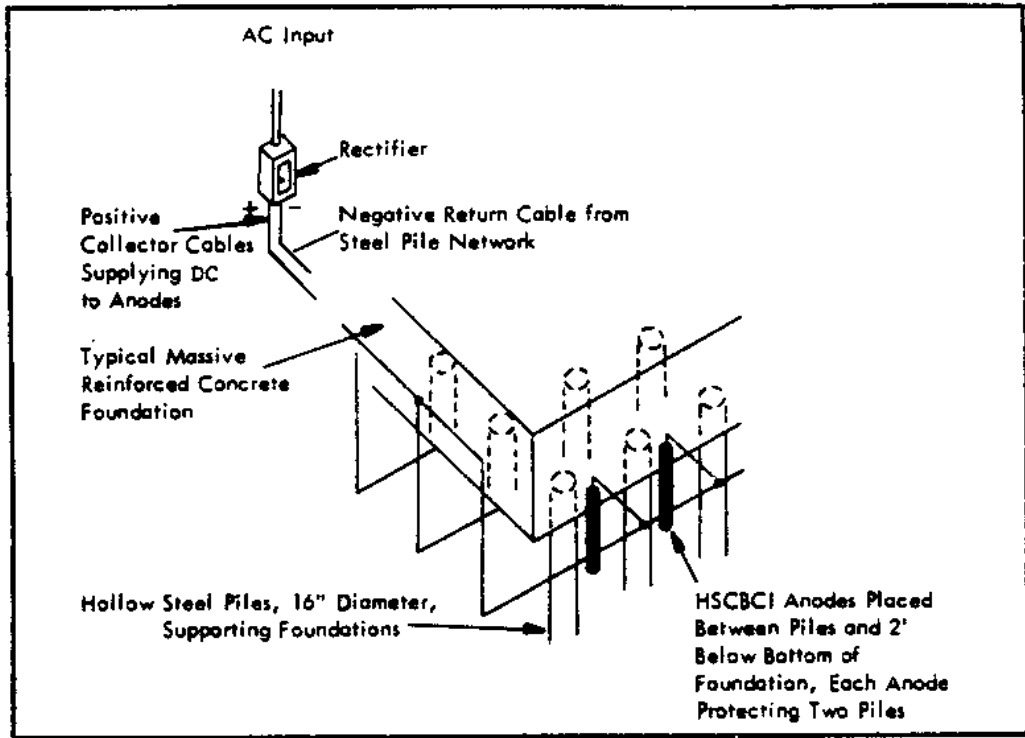 AC Input
Rectifier
+ −
Positive
Collector Cables
Supplying DC
to Anodes
Negative Return Cable from
Steel Pile Network
Typical Massive
Reinforced Concrete
Foundation
Hollow Steel Piles, 16" Diameter,
Supporting Foundations
HSCBCI Anodes Placed
Between Piles and 2'
Below Bottom of
Foundation, Each Anode
Protecting Two Piles